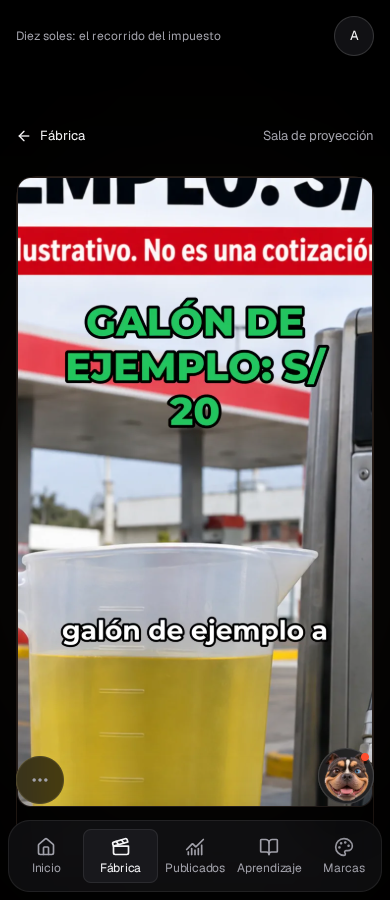 Diez soles: el recorrido del impuesto
A
Fábrica
Sala de proyección
EMPLO: S/
lustrativo. No es una cotización
GALÓN DE
EJEMPLO: S/
20
galón de ejemplo a
Inicio
Fábrica
Publicados
Aprendizaje
Marcas